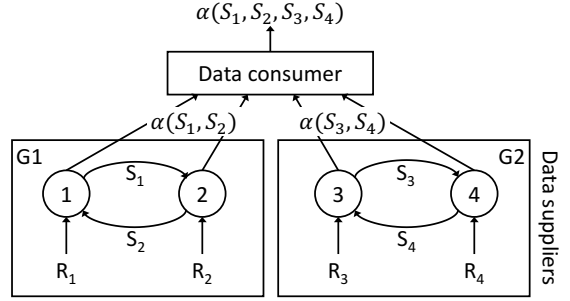 α(S₁, S₂, S₃, S₄)
Data consumer
α(S₁, S₂)
α(S₃, S₄)
G1
G2
1
S₁
2
3
S₃
4
S₂
S₄
R₁
R₂
R₃
R₄
Data suppliers